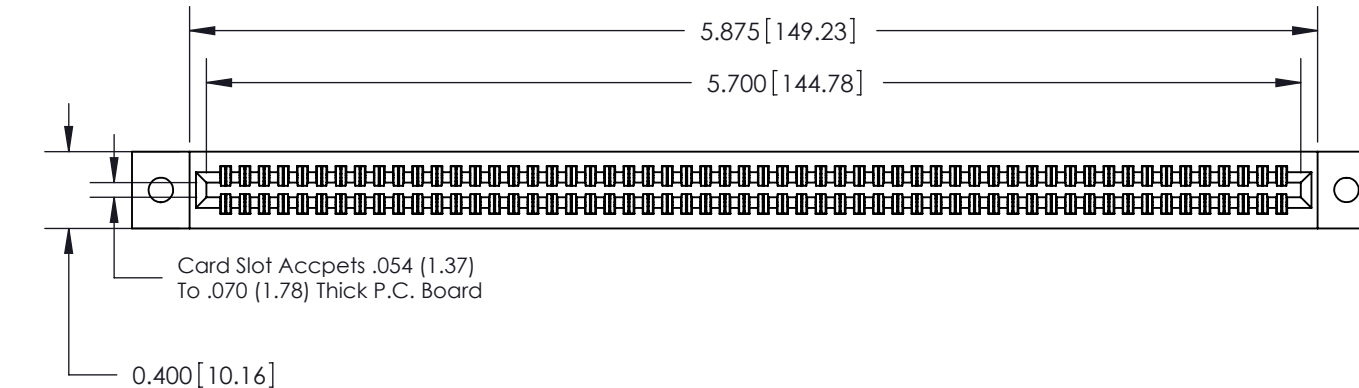 5.875[149.23]
5.700[144.78]
Card Slot Accpets .054 (1.37)
To .070 (1.78) Thick P.C. Board
0.400[10.16]